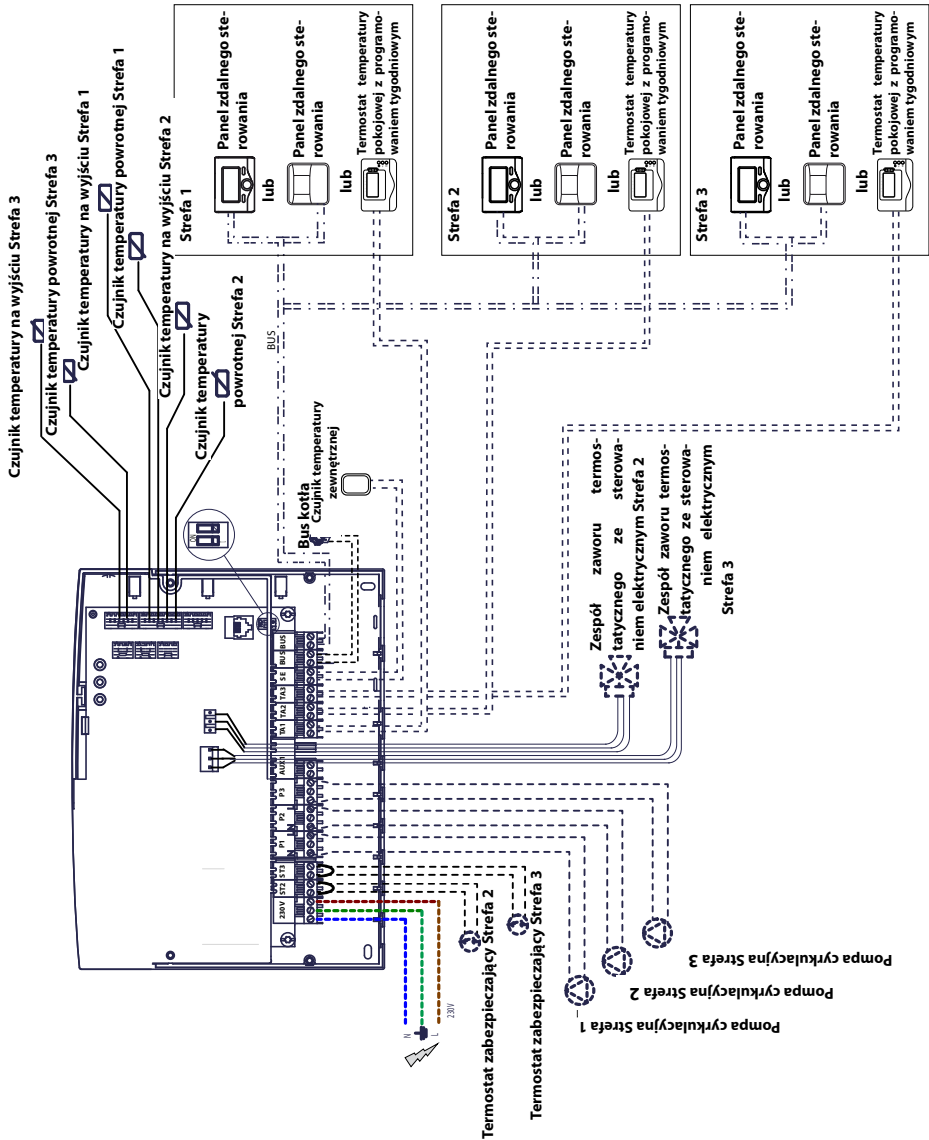 Czujnik temperatury na wyjściu Strefa 3
Czujnik temperatury powrotnej Strefa 3
Czujnik temperatury na wyjściu Strefa 1
Czujnik temperatury powrotnej Strefa 1
Czujnik temperatury na wyjściu Strefa 2
Czujnik temperatury
powrotnej Strefa 2
Strefa 1
Panel zdalnego ste-
rowania
lub
Panel zdalnego ste-
rowania
lub
Termostat temperatury
pokojowej z programo-
waniem tygodniowym
Strefa 2
Panel zdalnego ste-
rowania
lub
Panel zdalnego ste-
rowania
lub
Termostat temperatury
pokojowej z programo-
waniem tygodniowym
Strefa 3
Panel zdalnego ste-
rowania
lub
Panel zdalnego ste-
rowania
lub
Termostat temperatury
pokojowej z programo-
waniem tygodniowym
BUS
Bus kotła
Czujnik temperatury
zewnętrznej
ON
230V ST2 ST3 P1 P2 P3 AUX1 TA1 TA2 TA3 SE BUS BUS
N L N
Zespół zaworu termos-
tatycznego ze sterowa-
niem elektrycznym Strefa 2
Zespół zaworu termos-
tatycznego ze sterowa-
niem elektrycznym
Strefa 3
N
L
230V
Termostat zabezpieczający Strefa 2
Termostat zabezpieczający Strefa 3
Pompa cyrkulacyjna Strefa 3
Pompa cyrkulacyjna Strefa 2
Pompa cyrkulacyjna Strefa 1